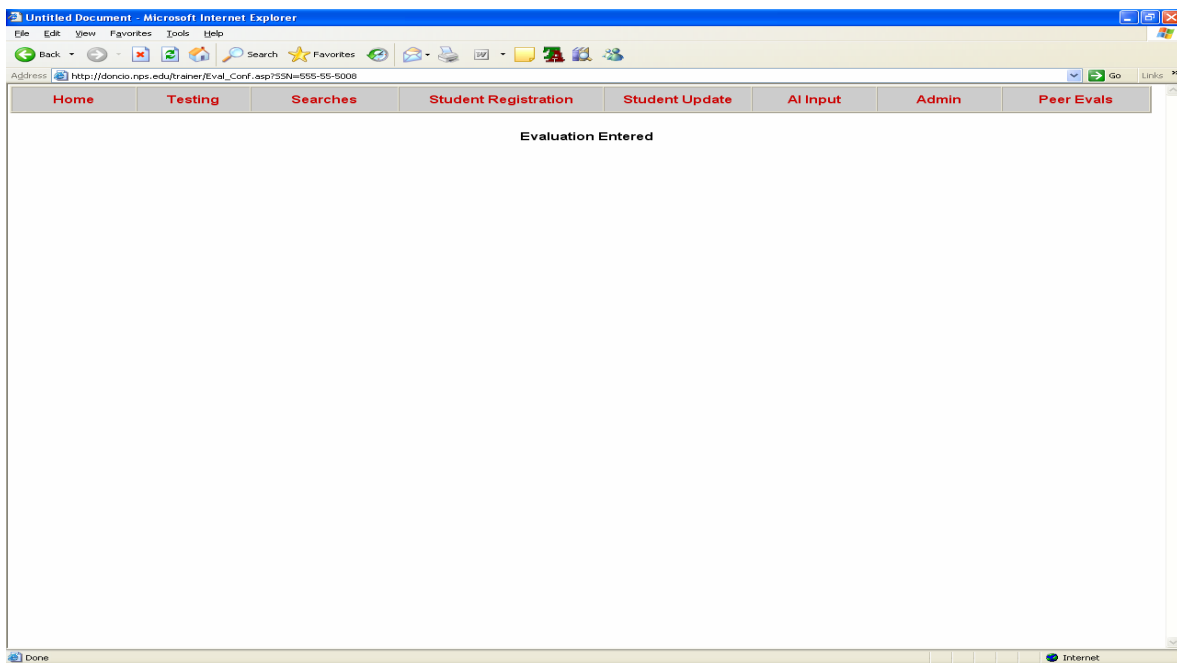 Untitled Document - Microsoft Internet Explorer
File Edit View Favorites Tools Help
Back Search Favorites
Address http://doncio.nps.edu/trainer/Eval_Conf.asp?SSN=555-55-5008 Go Links »
Home Testing Searches Student Registration Student Update AI Input Admin Peer Evals
Evaluation Entered
Done Internet